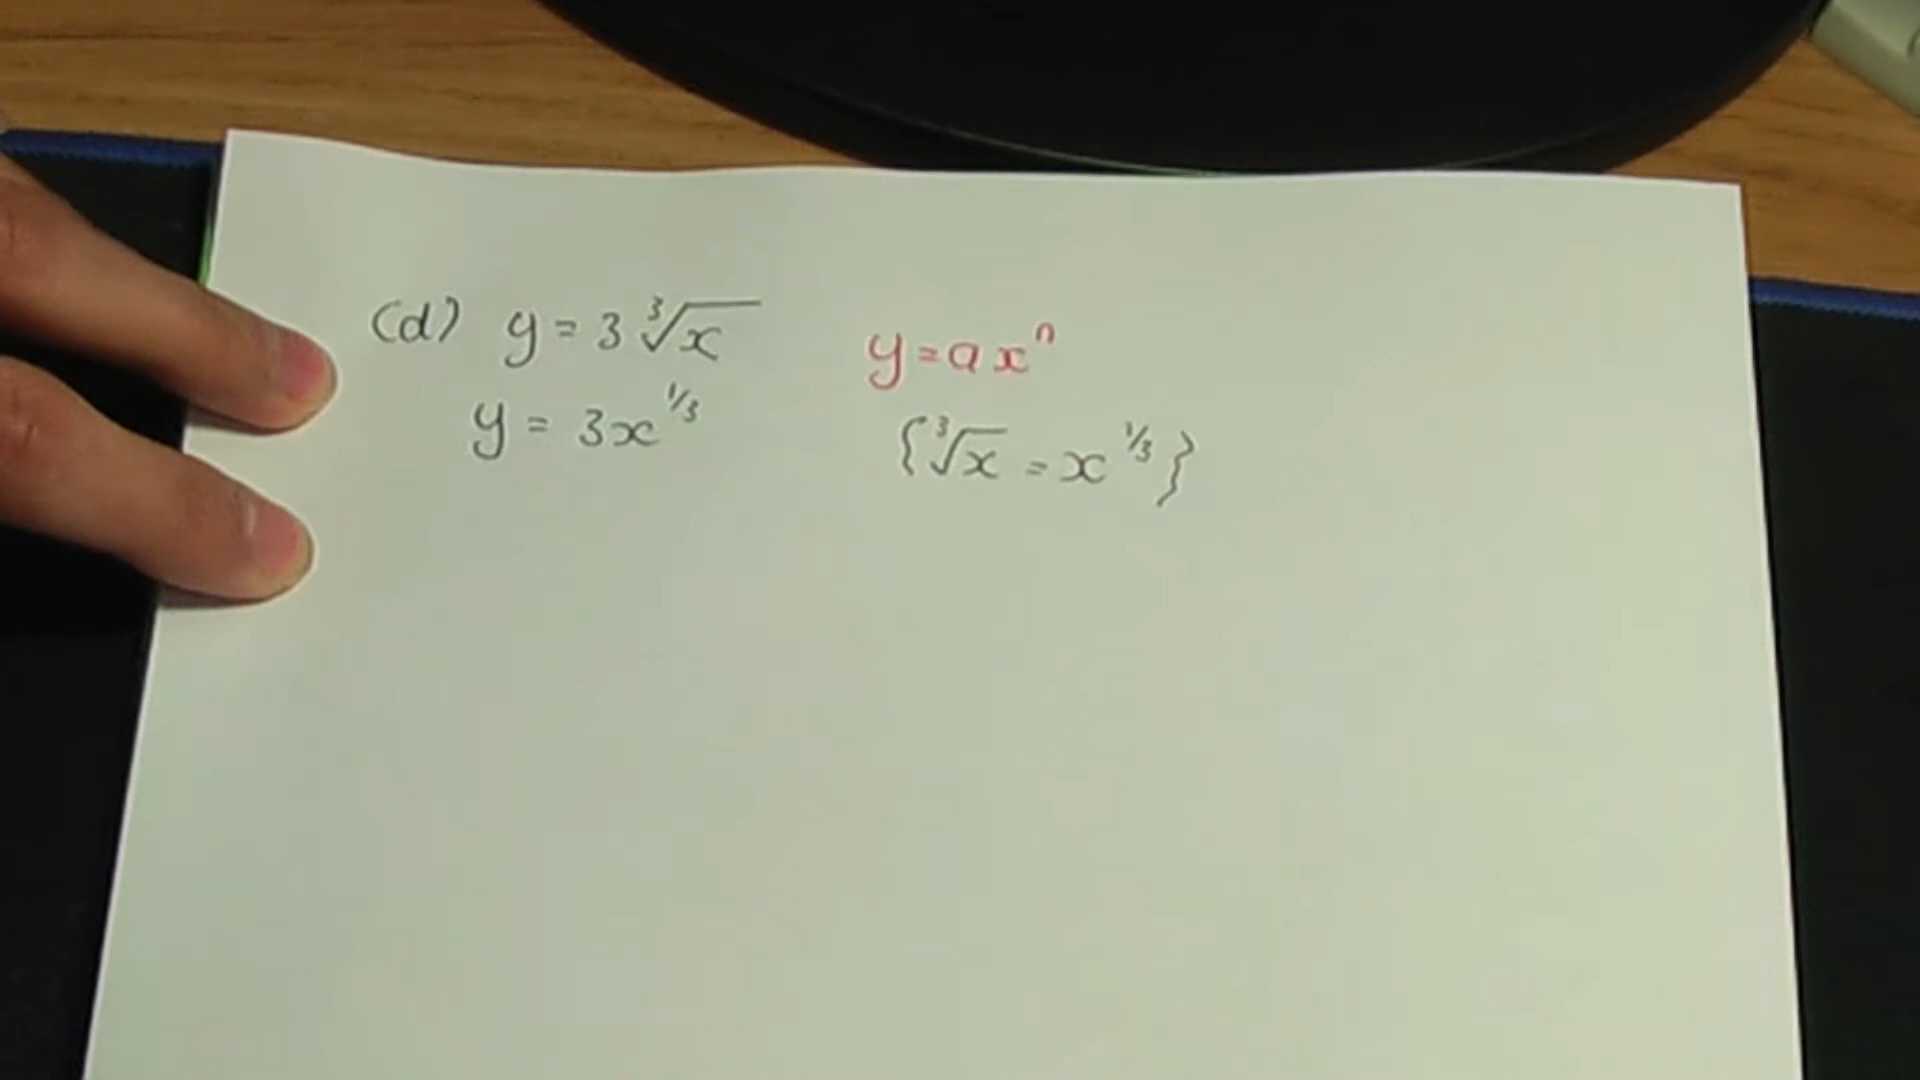 (d) y = 3∛x
y = ax^n
y = 3x^1/3
{∛x = x^1/3}